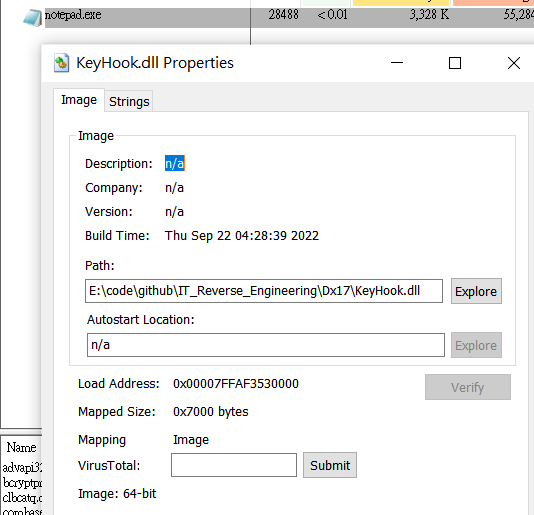 notepad.exe 28488 < 0.01 3,328 K 55,284
KeyHook.dll Properties
Image Strings
Image
Description: n/a
Company: n/a
Version: n/a
Build Time: Thu Sep 22 04:28:39 2022
Path:
E:\code\github\IT_Reverse_Engineering\Dx17\KeyHook.dll Explore
Autostart Location:
n/a Explore
Load Address: 0x00007FFAF3530000 Verify
Mapped Size: 0x7000 bytes
Mapping Image
VirusTotal: Submit
Image: 64-bit
Name
advapi32
bcryptpr
clbcatq.d
combase